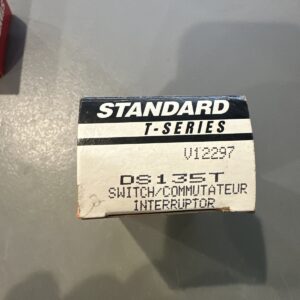 STANDARD
T-SERIES
V12297
DS135T
SWITCH/COMMUTATEUR
INTERRUPTOR